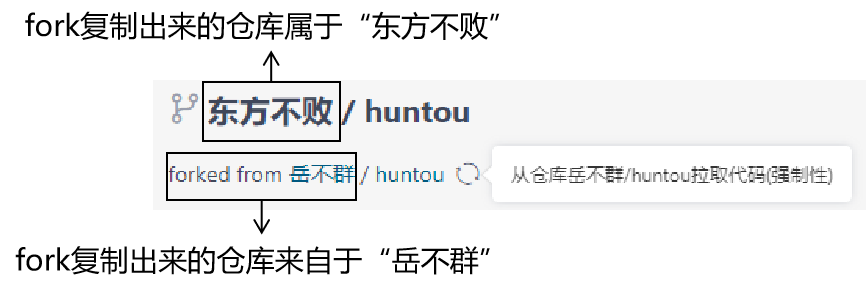 fork复制出来的仓库属于“东方不败”
东方不败 / huntou
forked from 岳不群 / huntou
从仓库岳不群/huntou拉取代码(强制性)
fork复制出来的仓库来自于“岳不群”